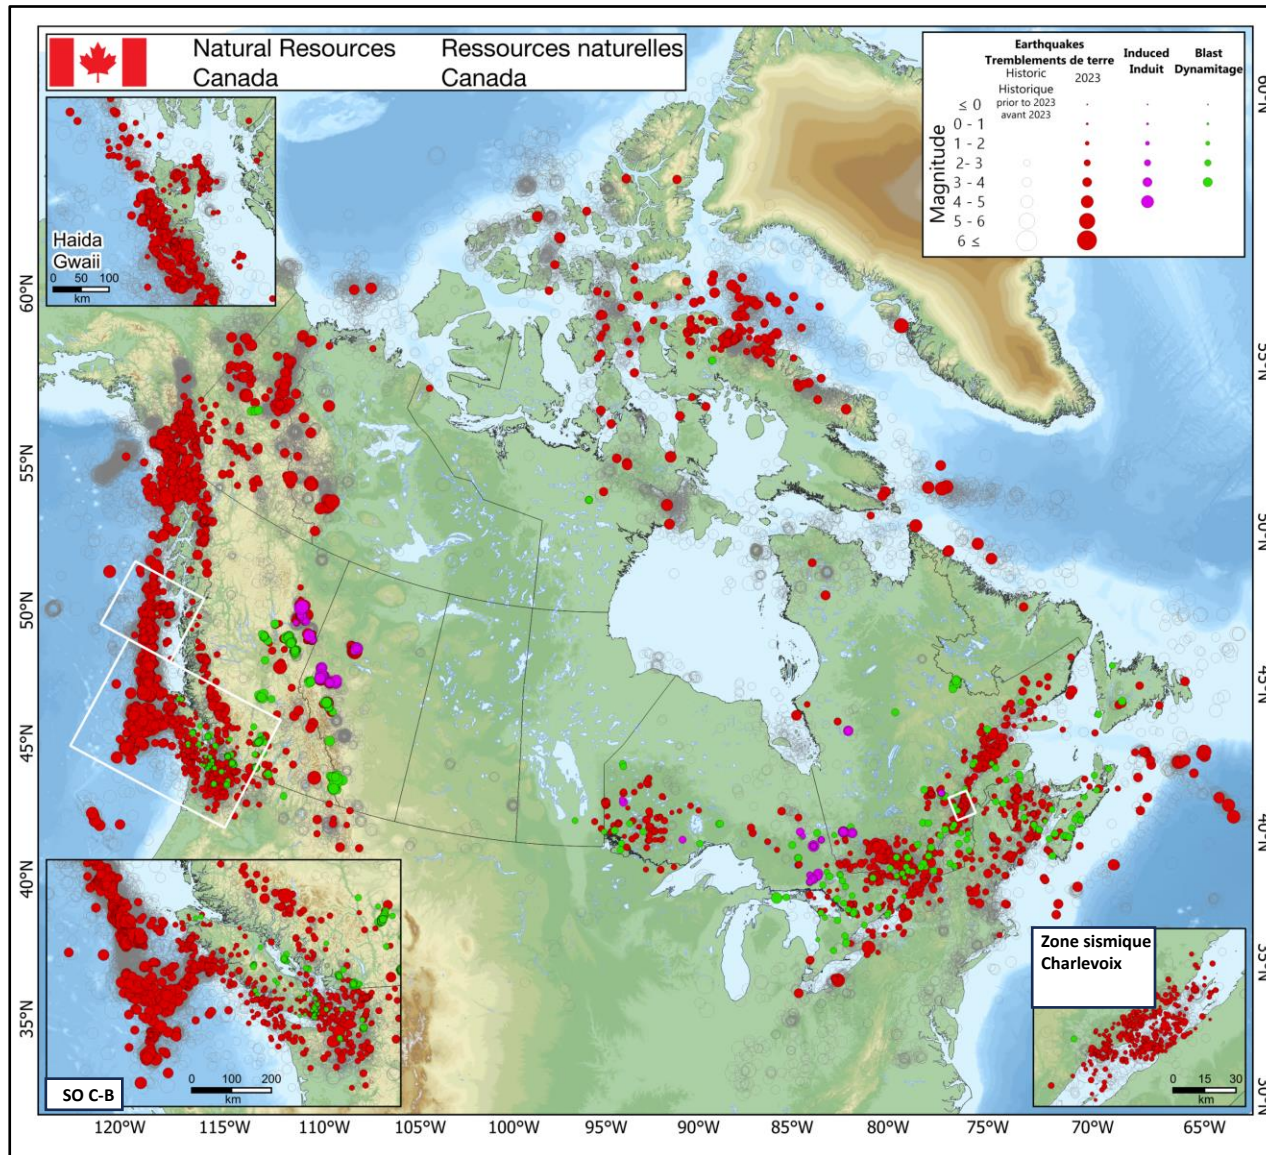 Natural Resources
Canada
Ressources naturelles
Canada
Earthquakes
Tremblements de terre
Historic
Historique
prior to 2023
avant 2023
2023
Induced
Induit
Blast
Dynamitage
Magnitude
≤ 0
0 - 1
1 - 2
2- 3
3 - 4
4 - 5
5 - 6
6 ≤
Haida
Gwaii
0 50 100
km
SO C-B
0 100 200
km
Zone sismique
Charlevoix
0 15 30
km
60°N
55°N
50°N
45°N
40°N
35°N
60°N
55°N
50°N
45°N
40°N
35°N
30°N
120°W
115°W
110°W
105°W
100°W
95°W
90°W
85°W
80°W
75°W
70°W
65°W